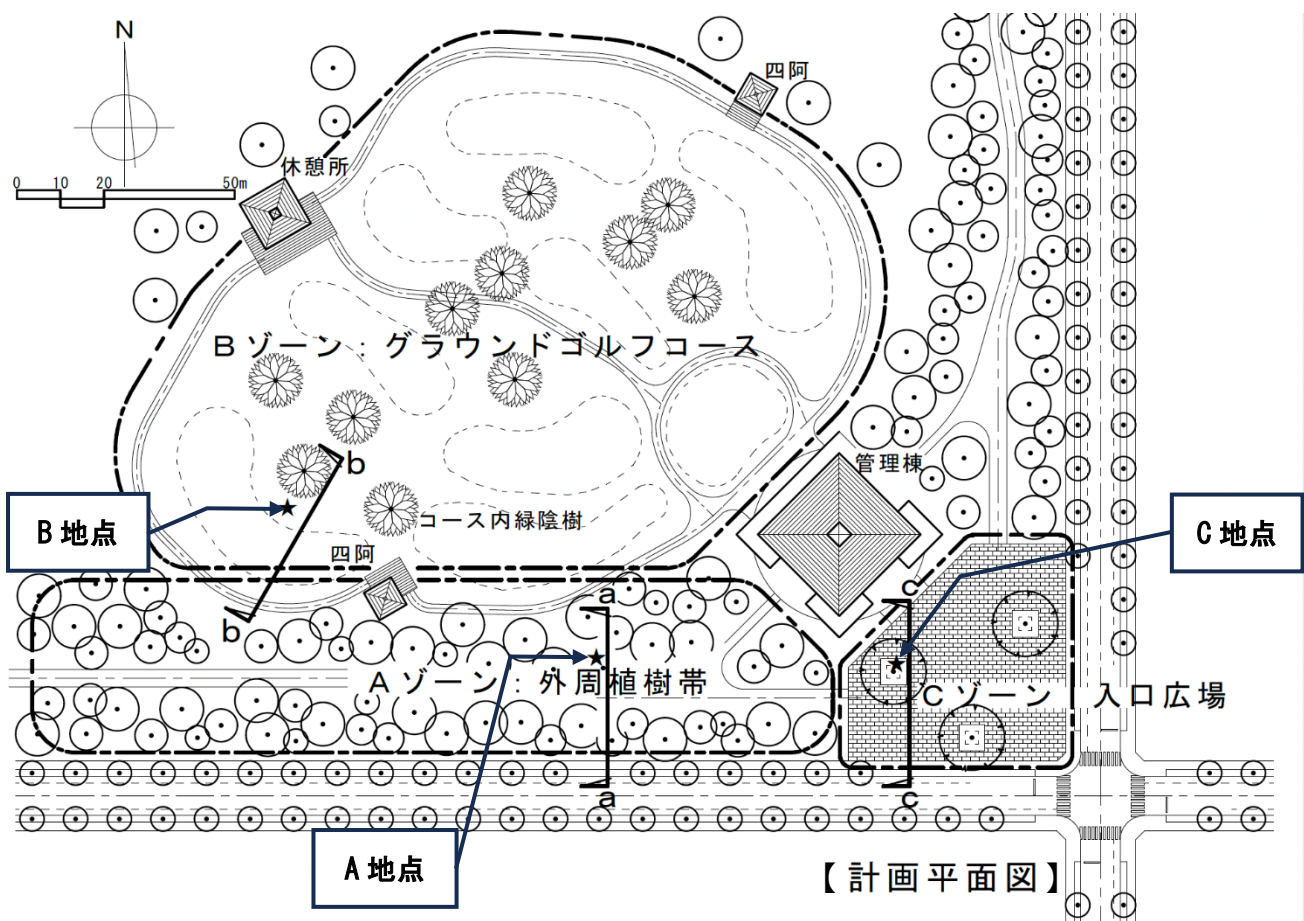 N
四阿
休憩所
0 10 20 50m
Bゾーン：グラウンドゴルフコース
b
管理棟
B地点
コース内緑陰樹
C地点
四阿
a
c
b
Aゾーン：外周植樹帯
Cゾーン 入口広場
a
c
A地点
【計画平面図】